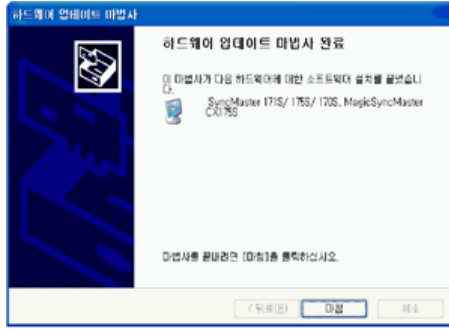 하드웨어 업데이트 마법사
하드웨어 업데이트 마법사 완료
이 마법사가 다음 하드웨어에 대한 소프트웨어 설치를 끝냈습니
다.
SyncMaster 171S/ 175S/ 170S, MagicSyncMaster
CX175S
마법사를 끝내려면 [마침]을 클릭하십시오.
< 뒤로(B)
마침
취소